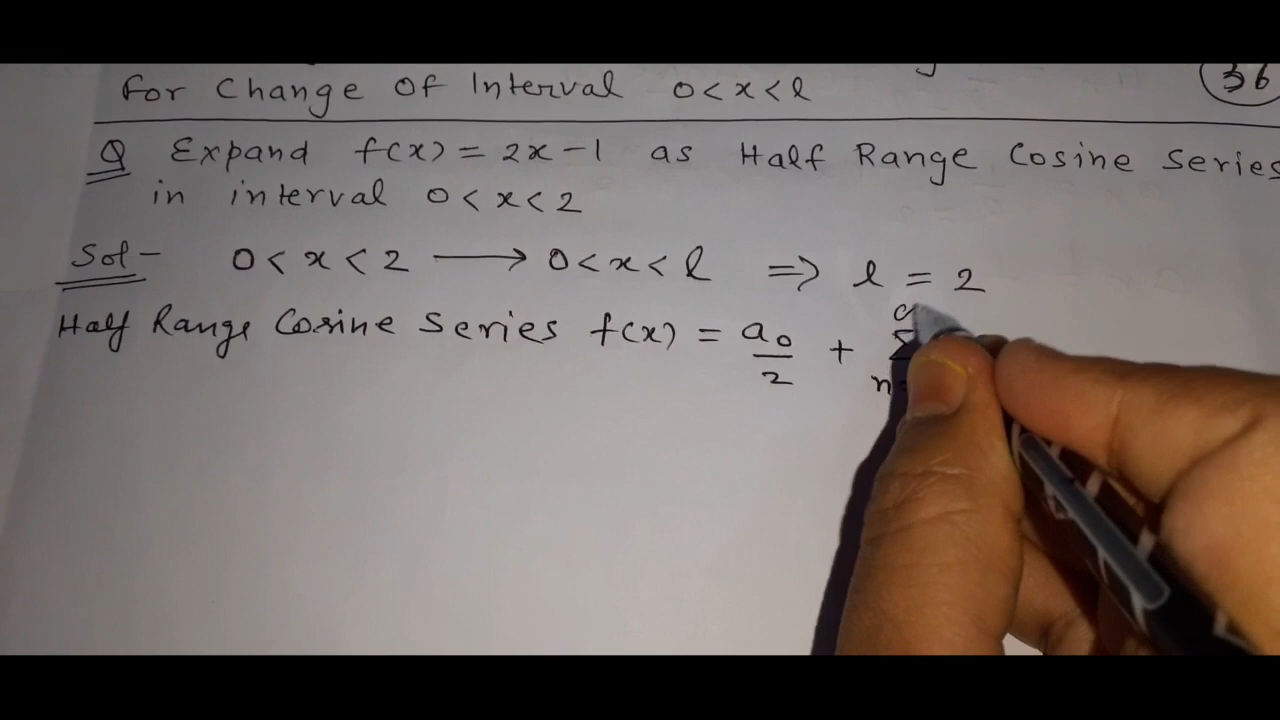 For Change Of Interval 0<x<l
36
Q Expand f(x) = 2x-1 as Half Range Cosine Series
in interval 0<x<2
Sol- 0<x<2 → 0<x<l => l = 2
Half Range Cosine Series f(x) = a₀/2 + Σ n